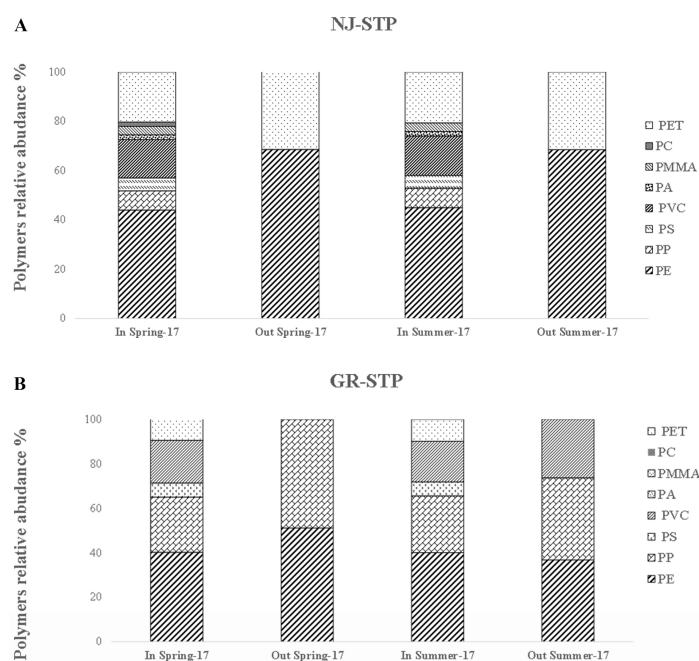 A
NJ-STP
Polymers relative abudance %
100
80
60
40
20
0
In Spring-17
Out Spring-17
In Summer-17
Out Summer-17
PET
PC
PMMA
PA
PVC
PS
PP
PE
B
GR-STP
Polymers relative abudance %
100
80
60
40
20
0
In Spring-17
Out Spring-17
In Summer-17
Out Summer-17
PET
PC
PMMA
PA
PVC
PS
PP
PE